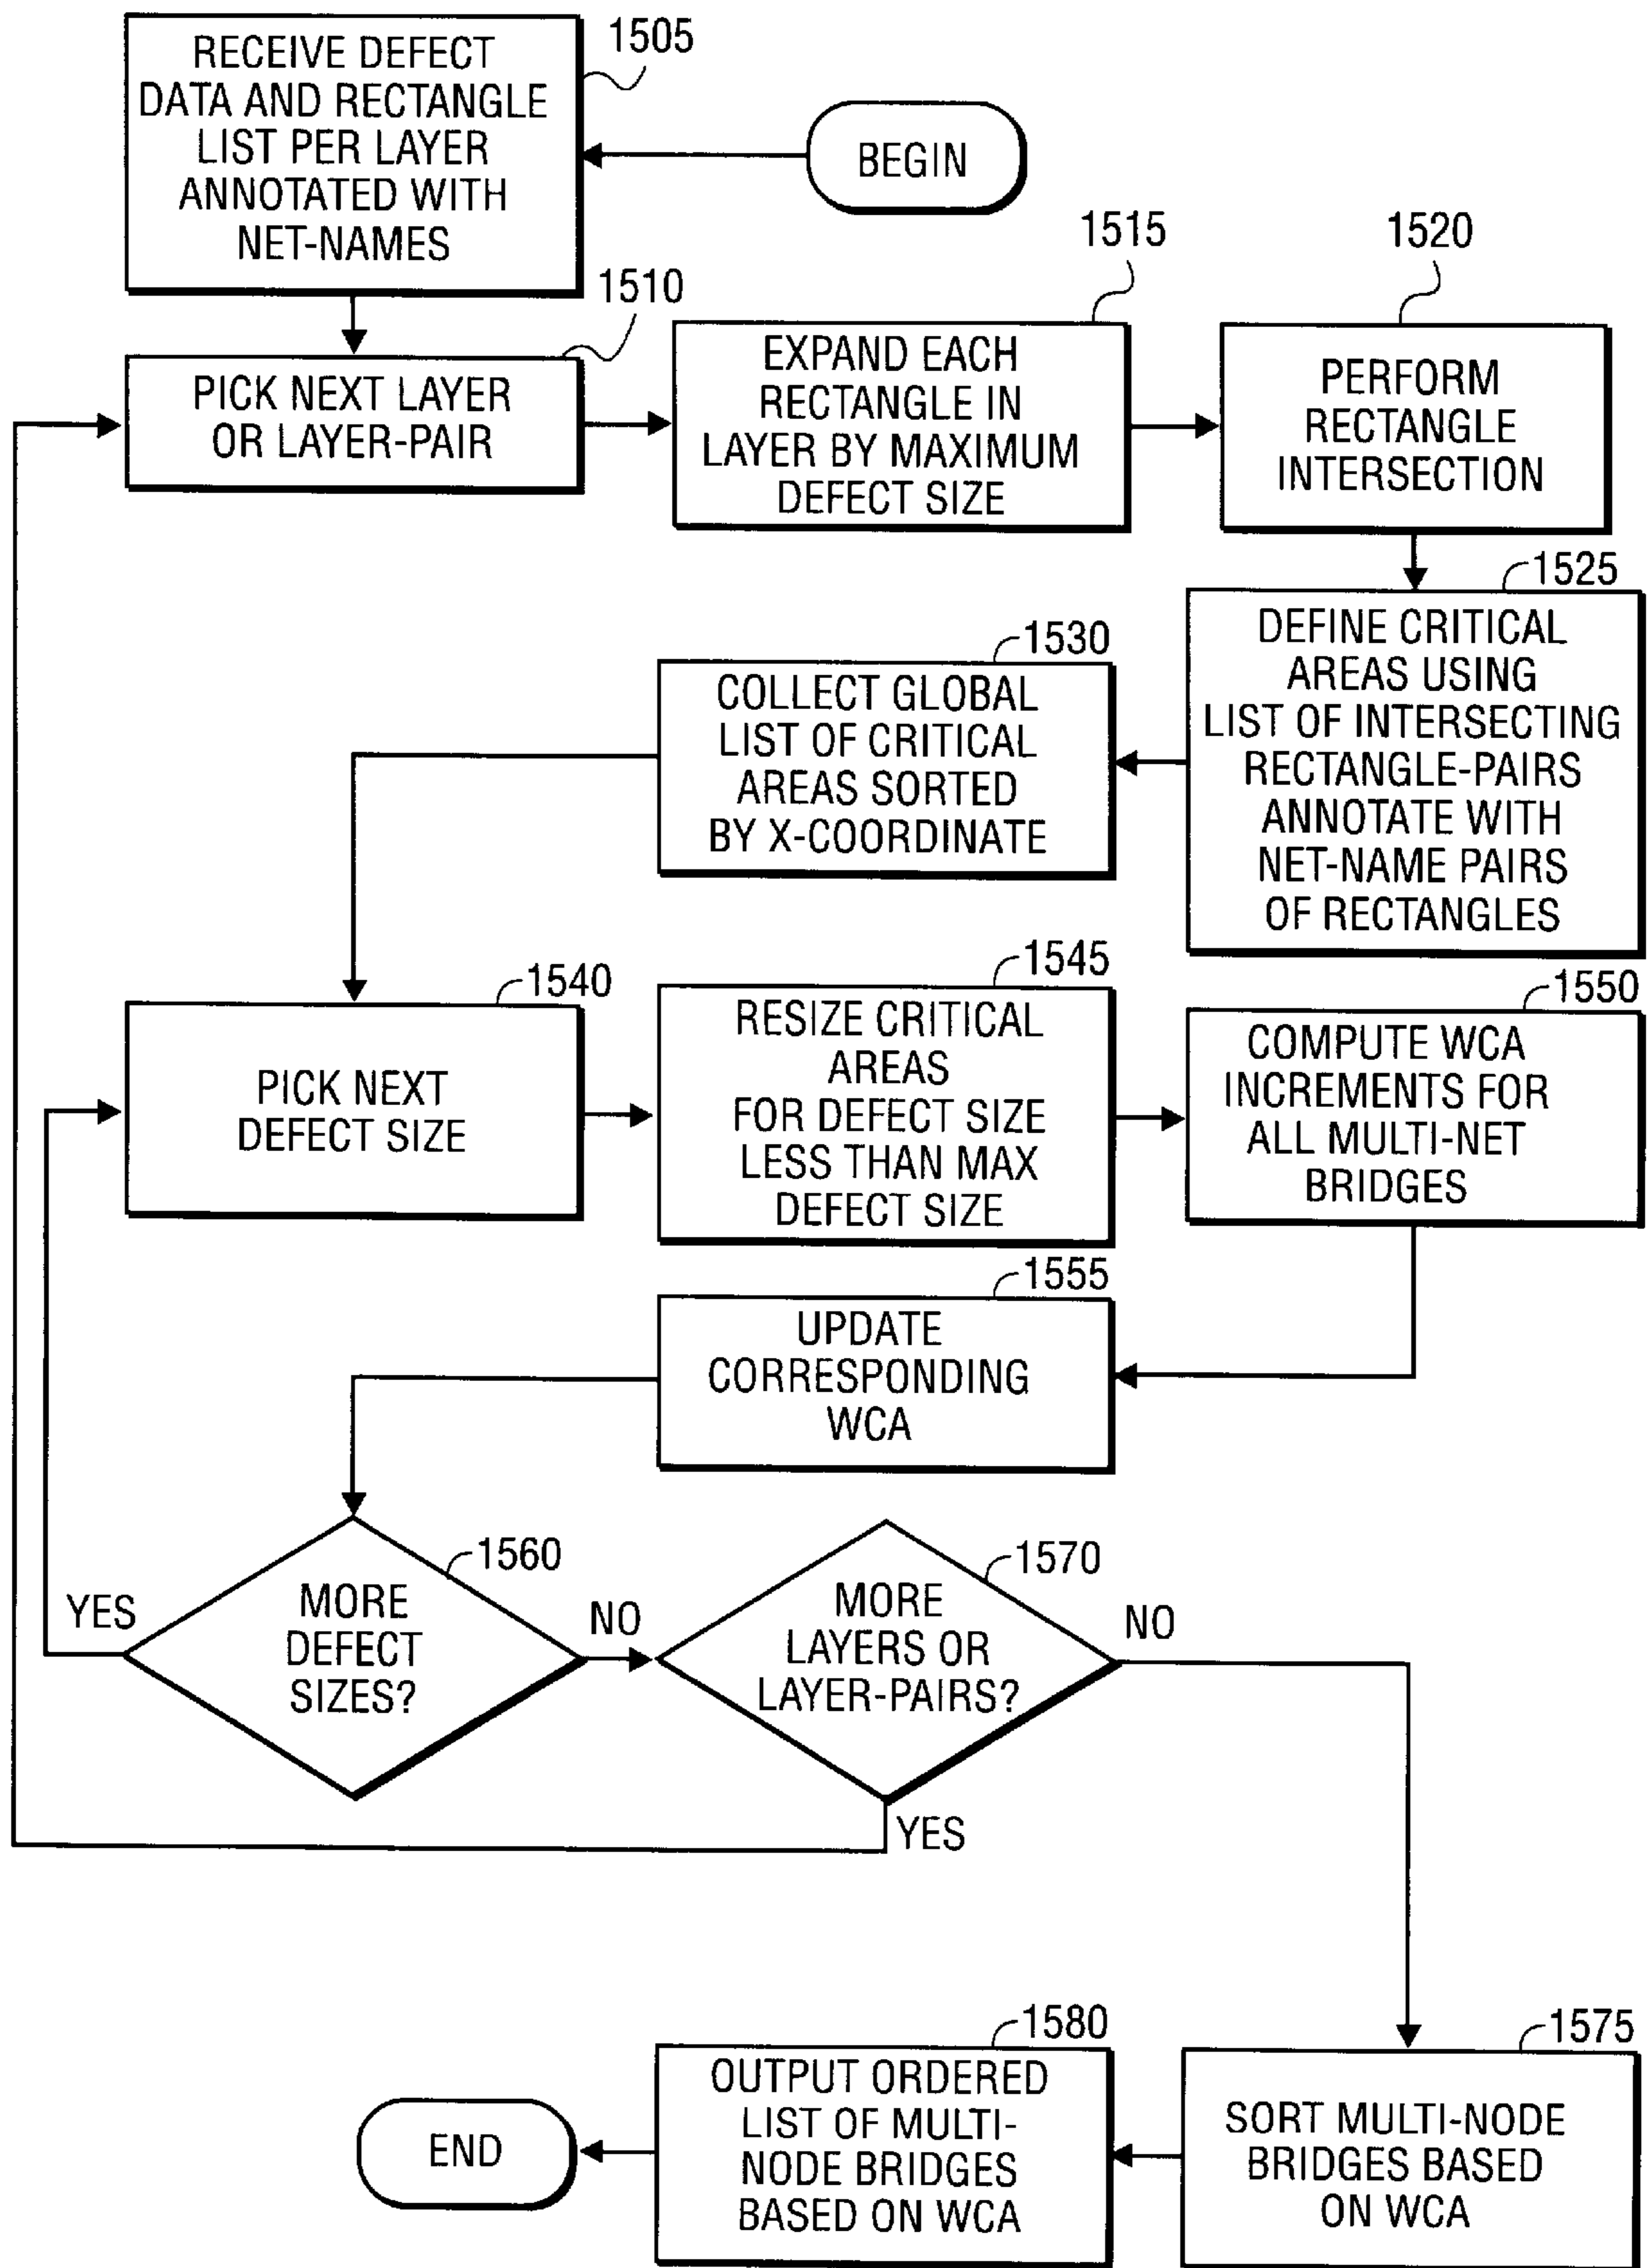 RECEIVE DEFECT
DATA AND RECTANGLE
LIST PER LAYER
ANNOTATED WITH
NET-NAMES
1505
BEGIN
1510
PICK NEXT LAYER
OR LAYER-PAIR
1515
EXPAND EACH
RECTANGLE IN
LAYER BY MAXIMUM
DEFECT SIZE
1520
PERFORM
RECTANGLE
INTERSECTION
1525
DEFINE CRITICAL
AREAS USING
LIST OF INTERSECTING
RECTANGLE-PAIRS
ANNOTATE WITH
NET-NAME PAIRS
OF RECTANGLES
1530
COLLECT GLOBAL
LIST OF CRITICAL
AREAS SORTED
BY X-COORDINATE
1540
PICK NEXT
DEFECT SIZE
1545
RESIZE CRITICAL
AREAS
FOR DEFECT SIZE
LESS THAN MAX
DEFECT SIZE
1550
COMPUTE WCA
INCREMENTS FOR
ALL MULTI-NET
BRIDGES
1555
UPDATE
CORRESPONDING
WCA
1560
MORE
DEFECT
SIZES?
YES
NO
1570
MORE
LAYERS OR
LAYER-PAIRS?
NO
YES
1575
SORT MULTI-NODE
BRIDGES BASED
ON WCA
1580
OUTPUT ORDERED
LIST OF MULTI-
NODE BRIDGES
BASED ON WCA
END